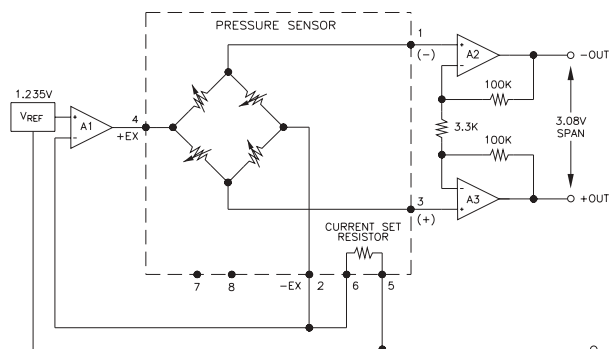 PRESSURE SENSOR
1
(-)
A2
-OUT
1.235V
VREF
+
-
A1
4
+EX
100K
3.3K
3.08V
SPAN
100K
3
(+)
A3
+OUT
CURRENT SET
RESISTOR
7
8
-EX
2
6
5